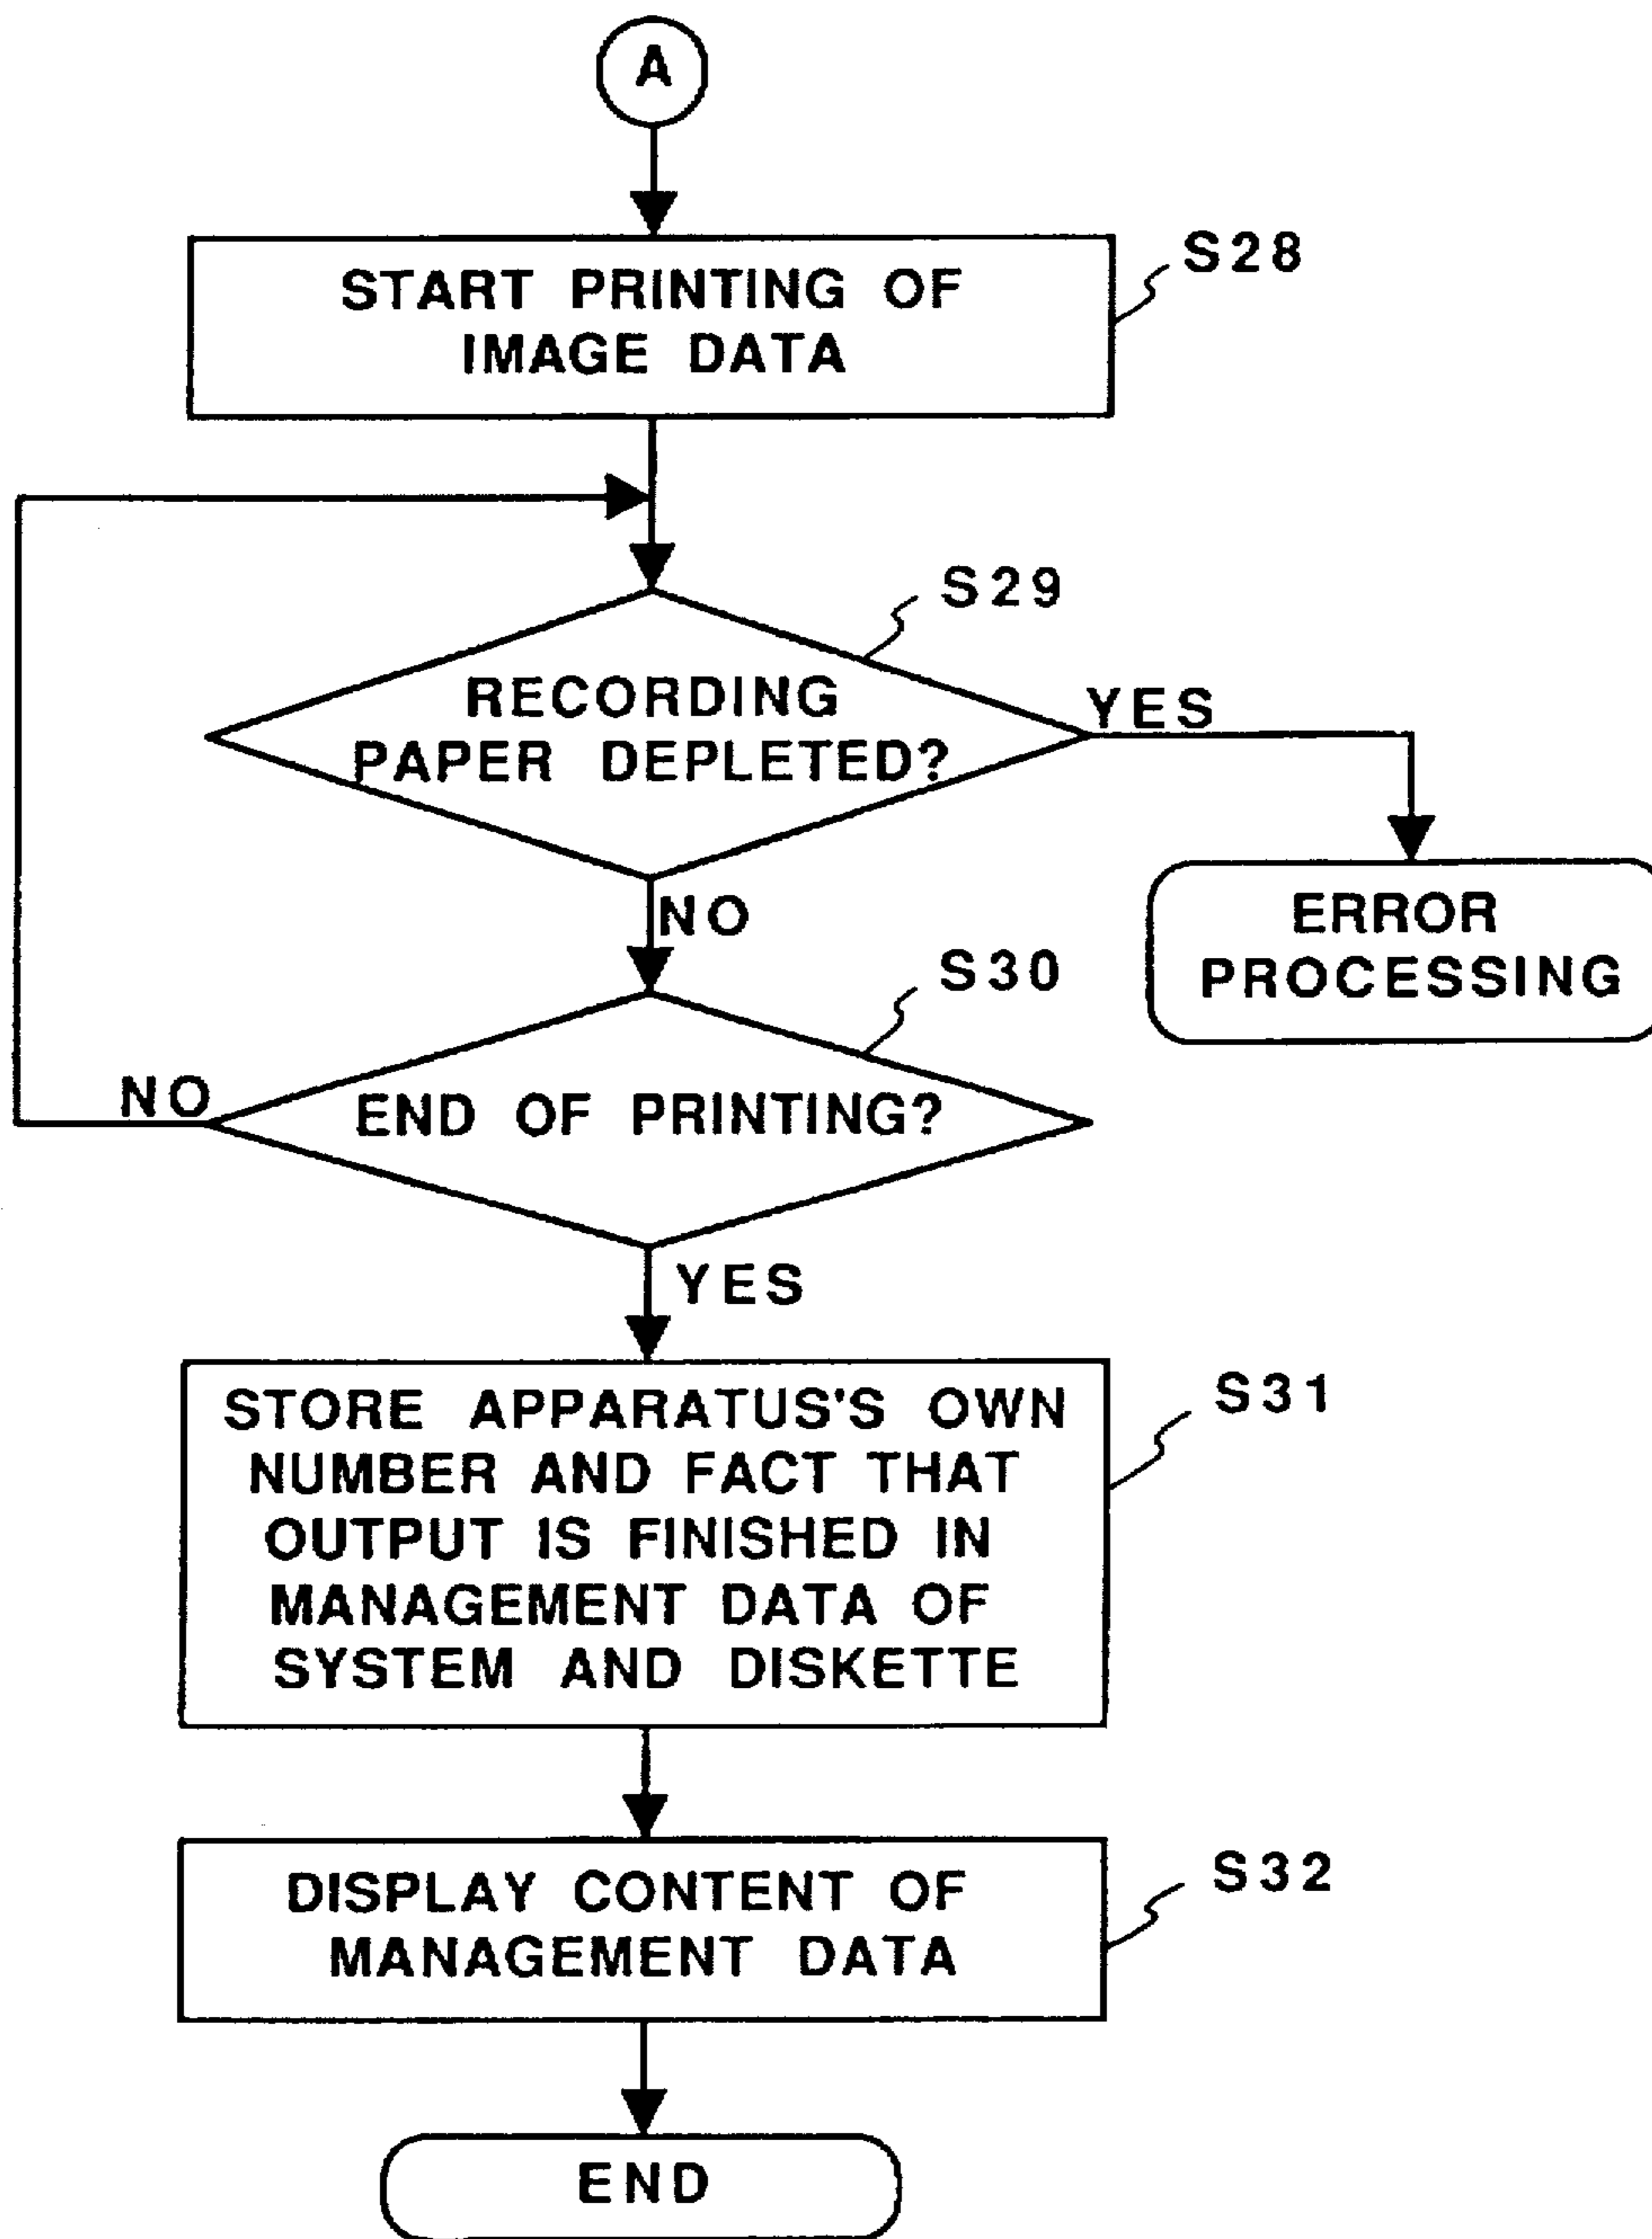 A
START PRINTING OF
IMAGE DATA
S28
S29
RECORDING
PAPER DEPLETED?
YES
NO
ERROR
PROCESSING
S30
END OF PRINTING?
NO
YES
STORE APPARATUS'S OWN
NUMBER AND FACT THAT
OUTPUT IS FINISHED IN
MANAGEMENT DATA OF
SYSTEM AND DISKETTE
S31
DISPLAY CONTENT OF
MANAGEMENT DATA
S32
END